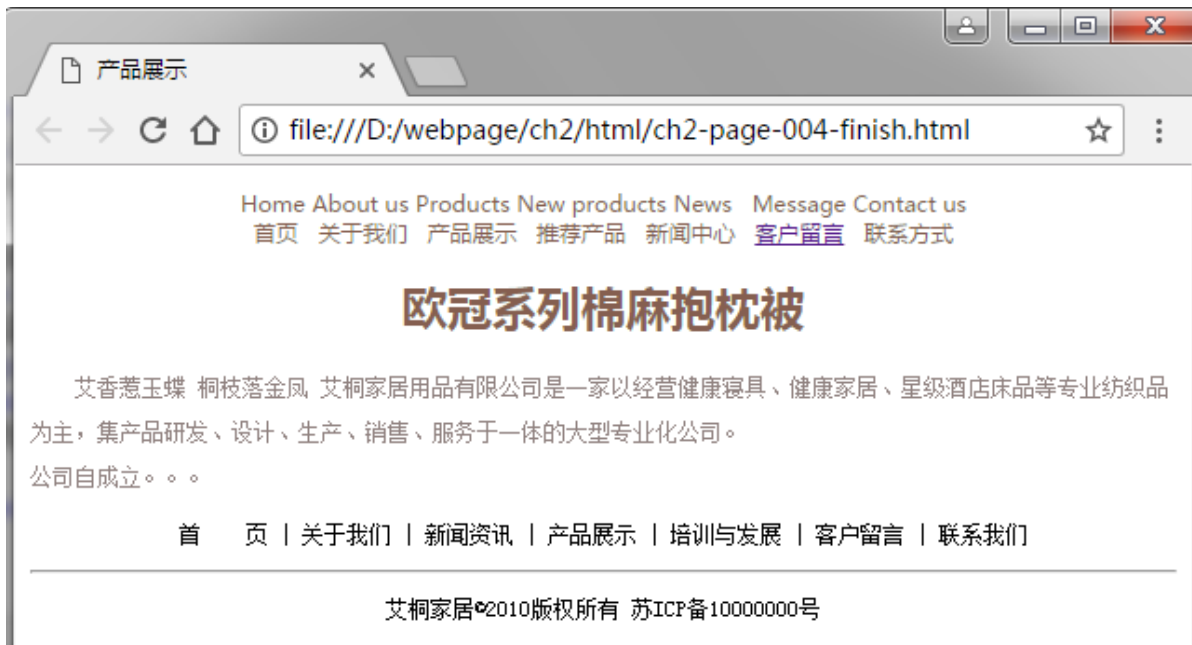 产品展示
file:///D:/webpage/ch2/html/ch2-page-004-finish.html
Home About us Products New products News Message Contact us
首页 关于我们 产品展示 推荐产品 新闻中心 客户留言 联系方式
欧冠系列棉麻抱枕被
艾香惹玉蝶 桐枝落金凤 艾桐家居用品有限公司是一家以经营健康寝具、健康家居、星级酒店床品等专业纺织品
为主，集产品研发、设计、生产、销售、服务于一体的大型专业化公司。
公司自成立。。。
首 页 | 关于我们 | 新闻资讯 | 产品展示 | 培训与发展 | 客户留言 | 联系我们
艾桐家居©2010版权所有 苏ICP备10000000号